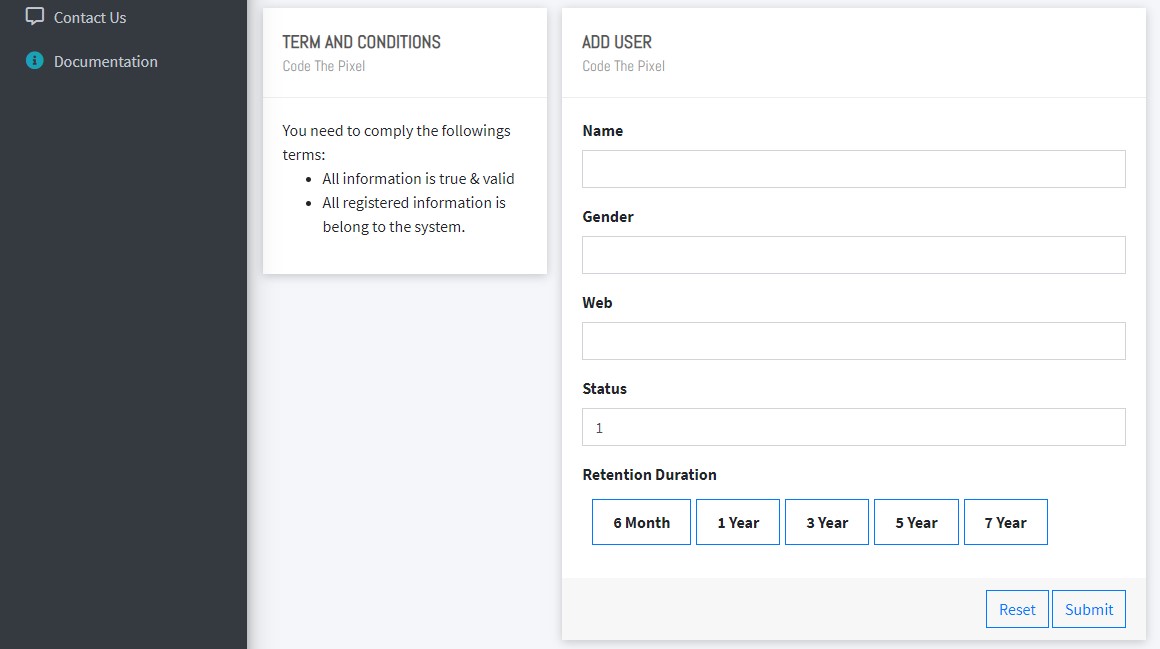 Contact Us
Documentation
TERM AND CONDITIONS
Code The Pixel
You need to comply the followings
terms:
All information is true & valid
All registered information is
belong to the system.
ADD USER
Code The Pixel
Name
Gender
Web
Status
1
Retention Duration
6 Month 1 Year 3 Year 5 Year 7 Year
Reset Submit